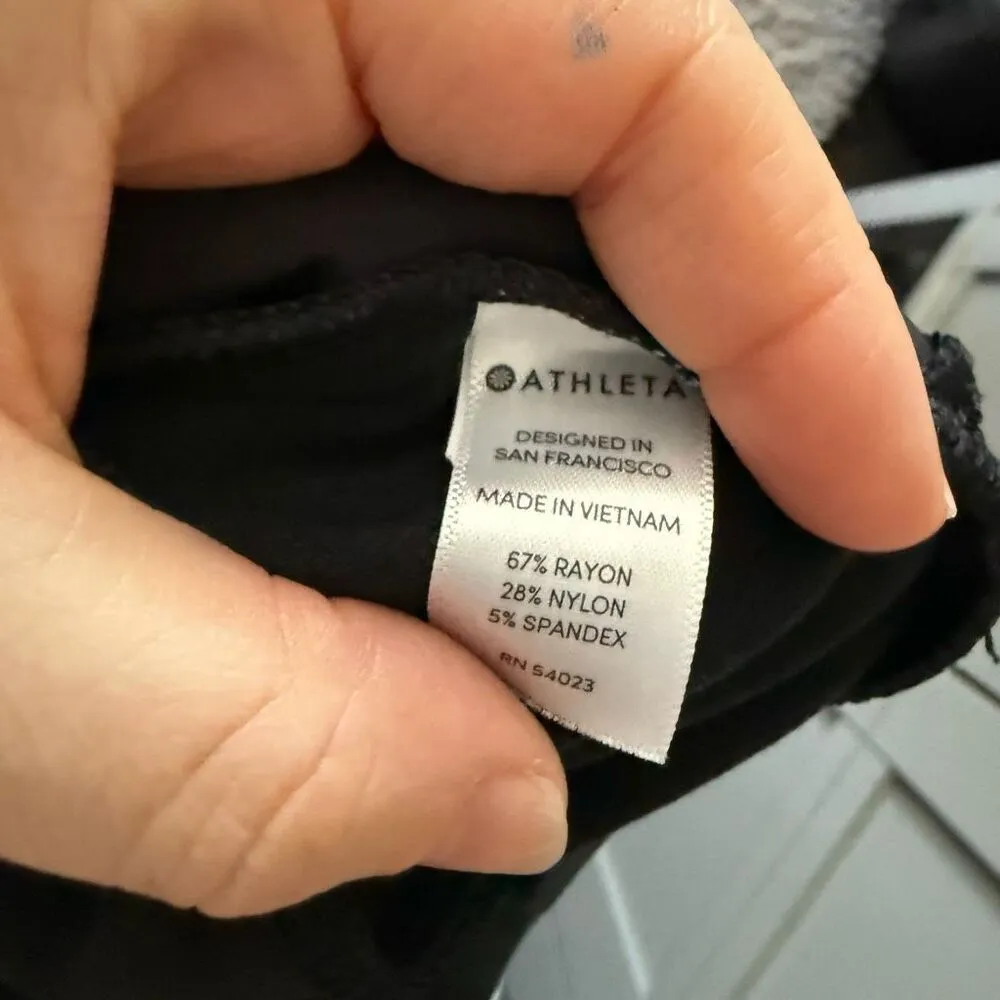 ATHLETA
DESIGNED IN
SAN FRANCISCO
MADE IN VIETNAM
67% RAYON
28% NYLON
5% SPANDEX
RN 54023